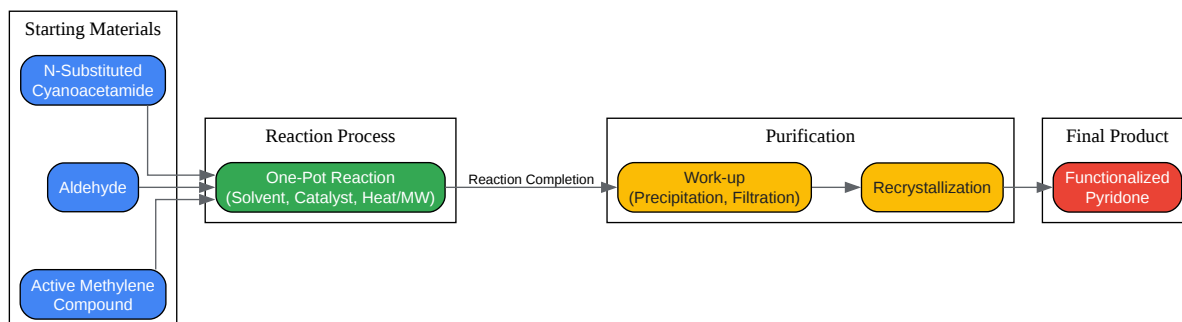 Starting Materials
N-Substituted
Cyanoacetamide
Aldehyde
Active Methylene
Compound
Reaction Process
One-Pot Reaction
(Solvent, Catalyst, Heat/MW)
Reaction Completion
Purification
Work-up
(Precipitation, Filtration)
Recrystallization
Final Product
Functionalized
Pyridone